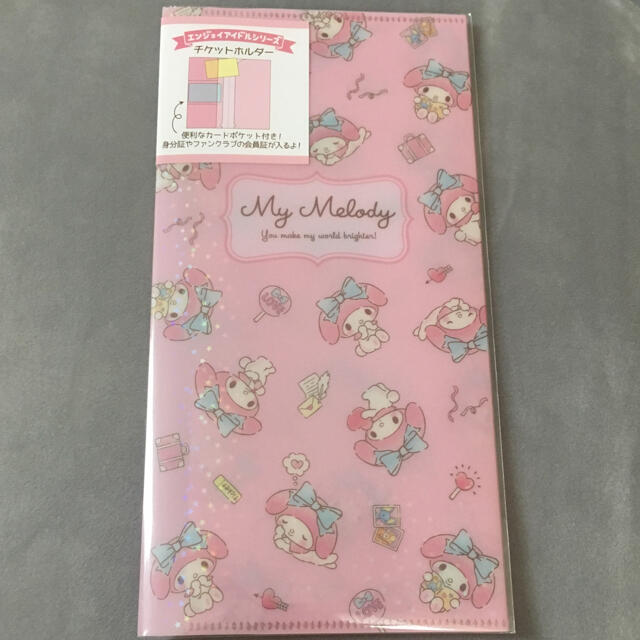 エンジョイアイドルシリーズ
チケットホルダー
便利なカードポケット付き!
身分証やファンクラブの会員証が入るよ!
My Melody
You make my world brighter!